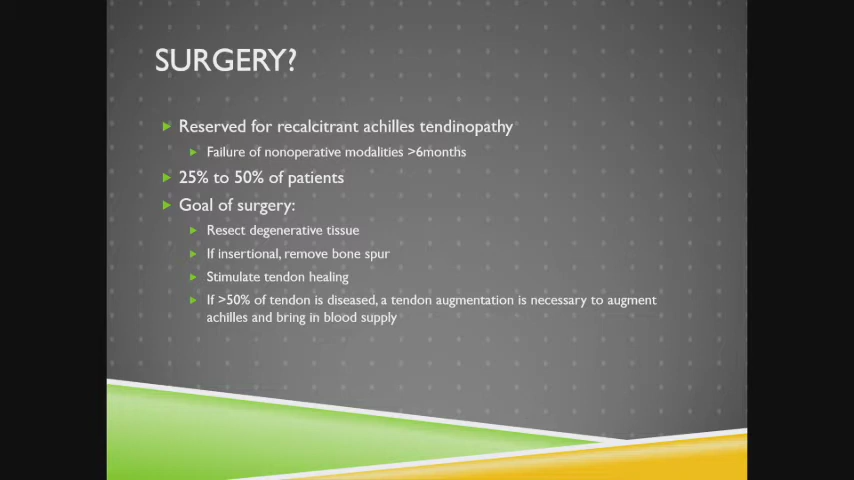 SURGERY?
Reserved for recalcitrant achilles tendinopathy
Failure of nonoperative modalities >6months
25% to 50% of patients
Goal of surgery:
Resect degenerative tissue
If insertional, remove bone spur
Stimulate tendon healing
If >50% of tendon is diseased, a tendon augmentation is necessary to augment
achilles and bring in blood supply